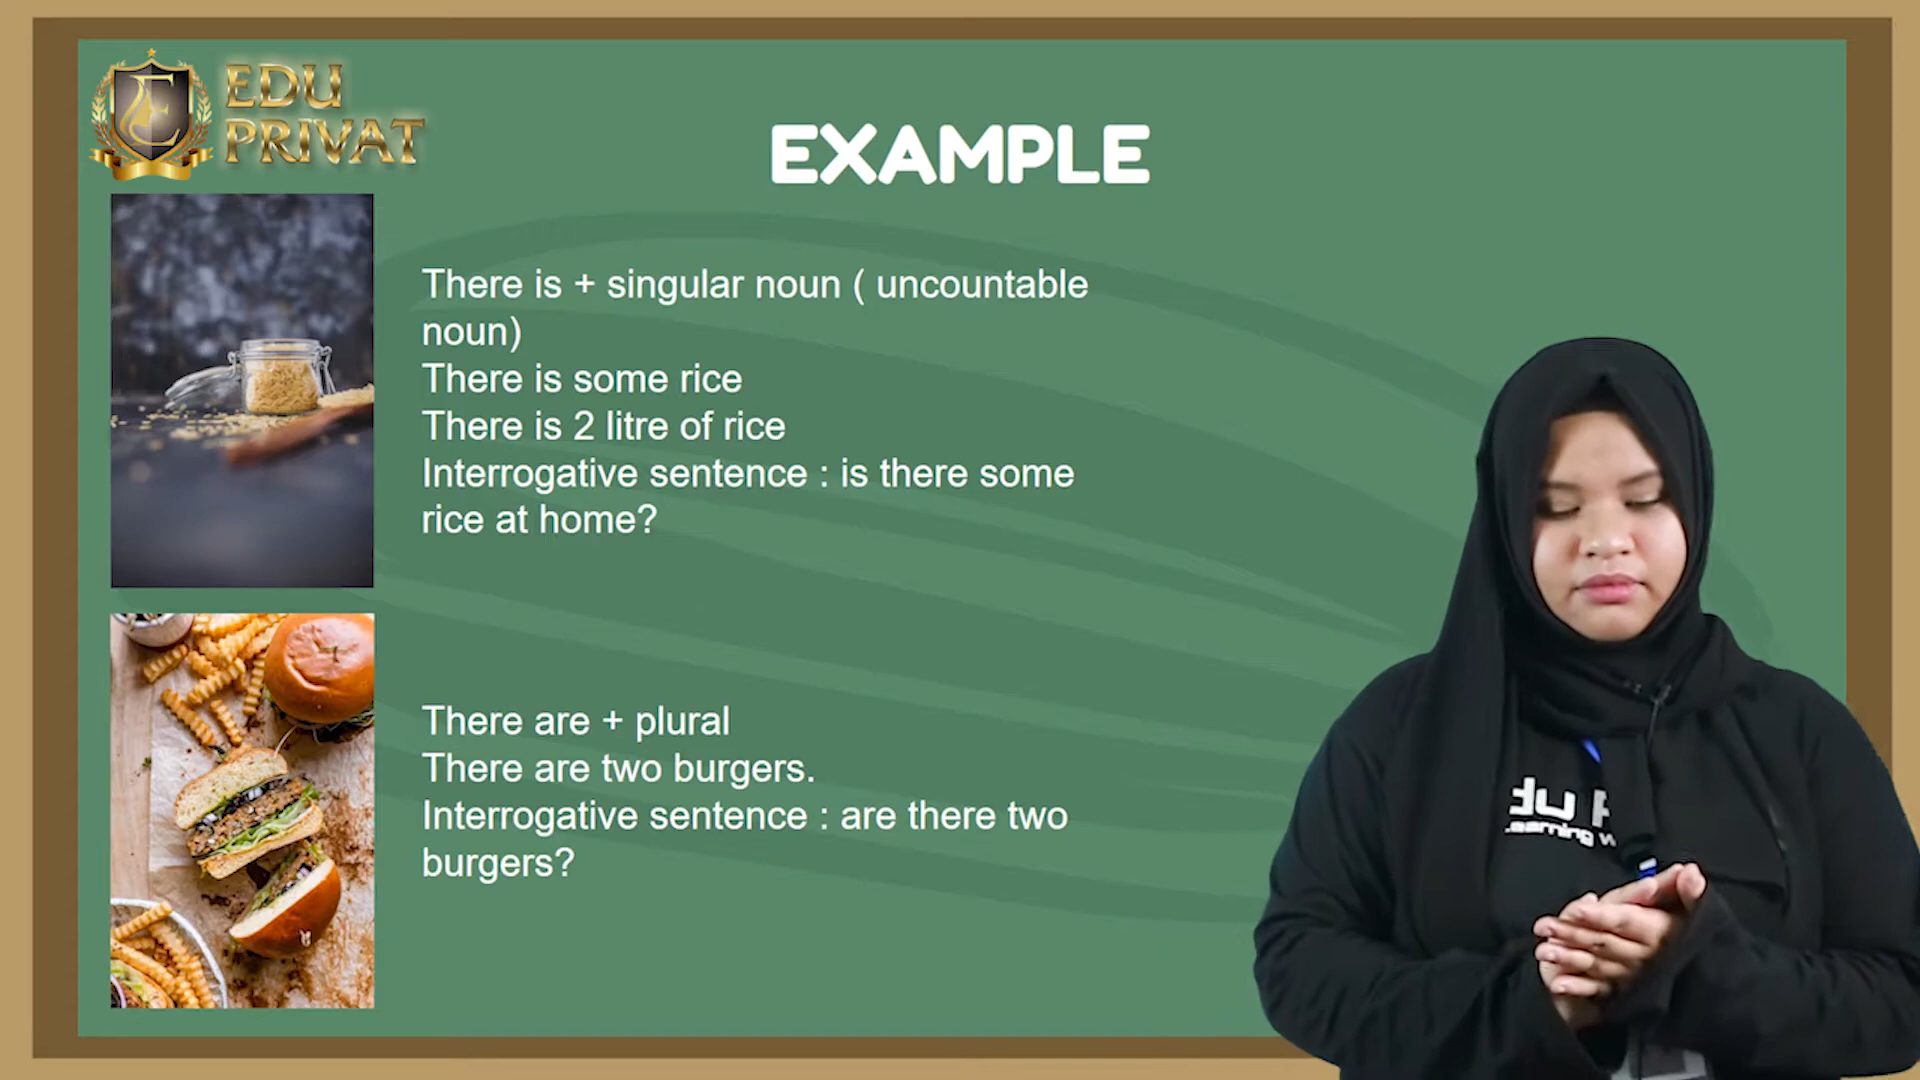 EDU
PRIVAT
EXAMPLE
There is + singular noun ( uncountable
noun)
There is some rice
There is 2 litre of rice
Interrogative sentence : is there some
rice at home?
There are + plural
There are two burgers.
Interrogative sentence : are there two
burgers?